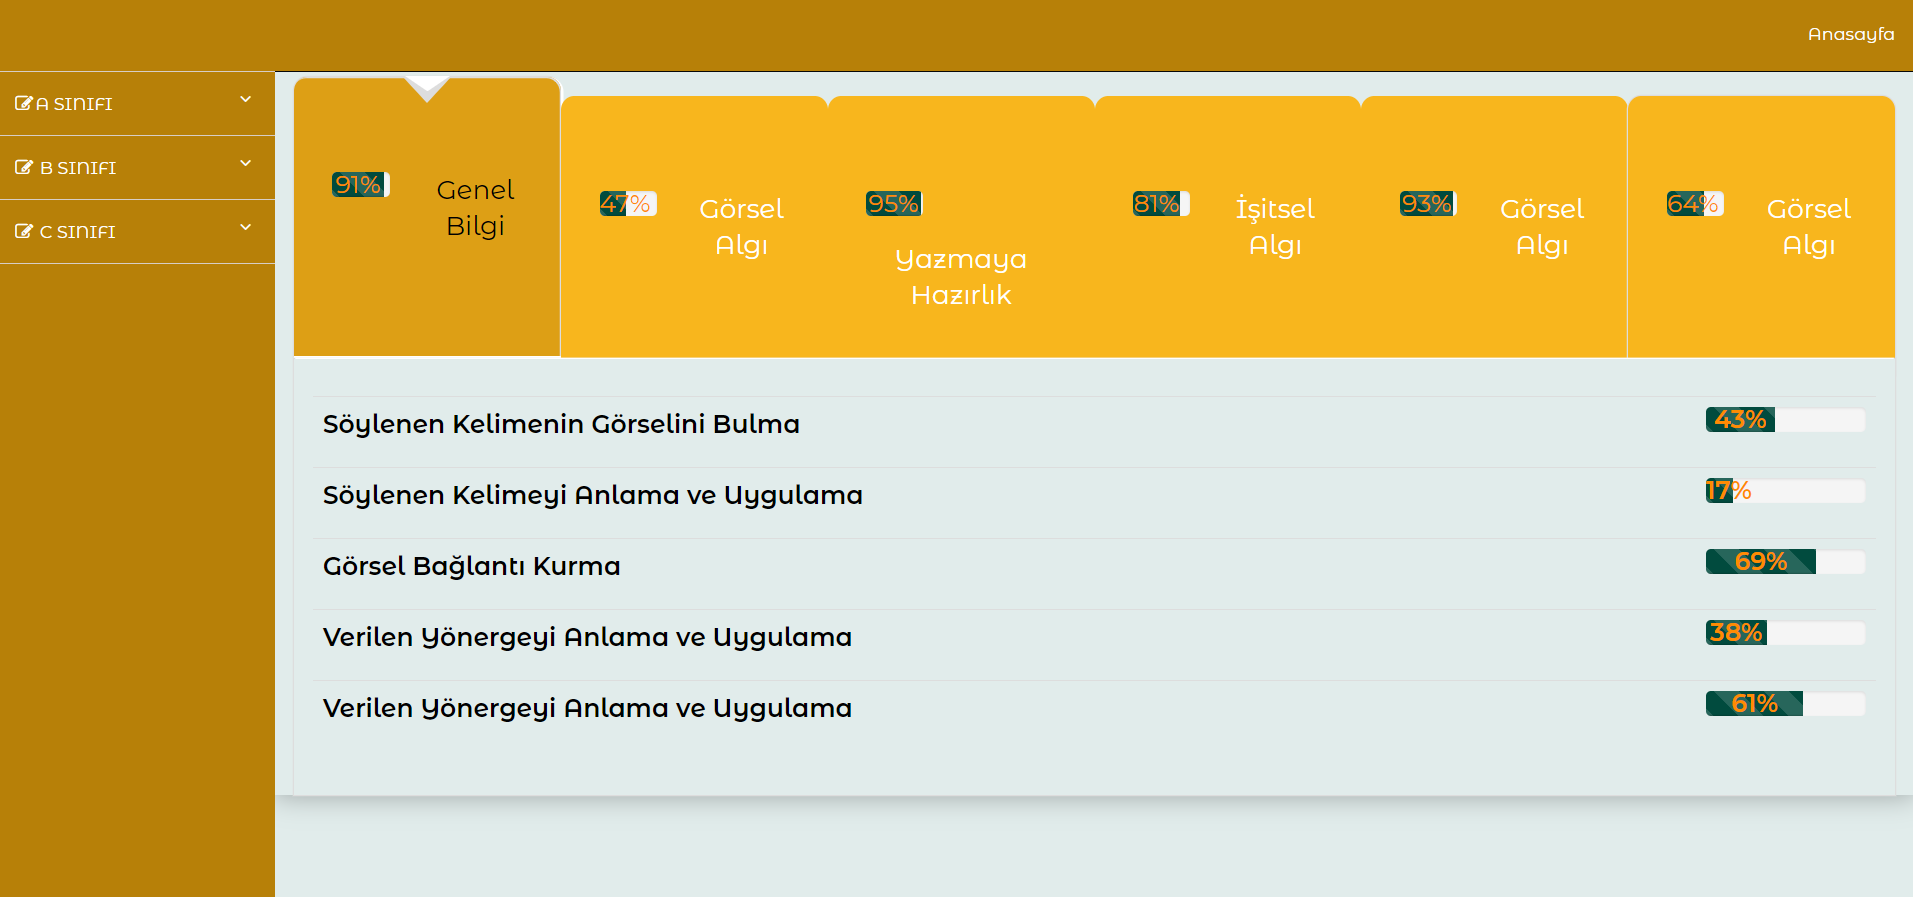 Anasayfa
A SINIFI
B SINIFI
C SINIFI
91%
Genel
Bilgi
47%
Görsel
Algı
95%
Yazmaya
Hazırlık
81%
İşitsel
Algı
93%
Görsel
Algı
64%
Görsel
Algı
Söylenen Kelimenin Görselini Bulma 43%
Söylenen Kelimeyi Anlama ve Uygulama 17%
Görsel Bağlantı Kurma 69%
Verilen Yönergeyi Anlama ve Uygulama 38%
Verilen Yönergeyi Anlama ve Uygulama 61%